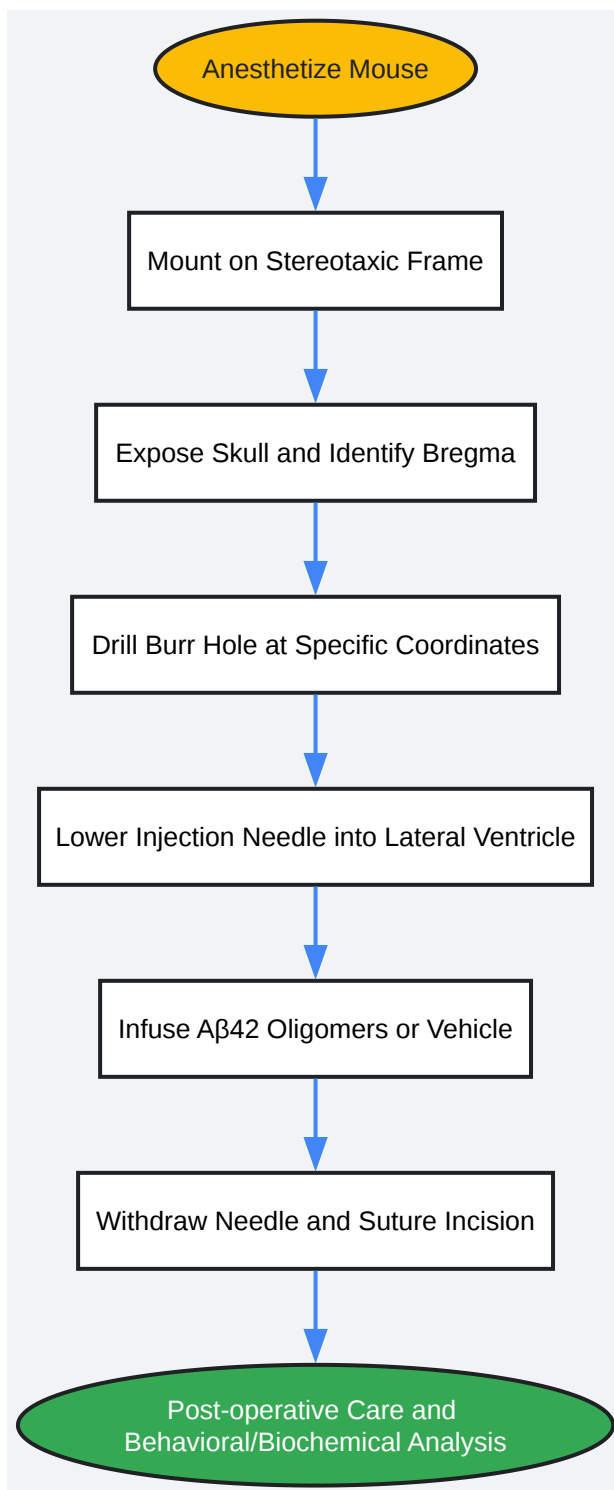 Anesthetize Mouse
Mount on Stereotaxic Frame
Expose Skull and Identify Bregma
Drill Burr Hole at Specific Coordinates
Lower Injection Needle into Lateral Ventricle
Infuse Aβ42 Oligomers or Vehicle
Withdraw Needle and Suture Incision
Post-operative Care and
Behavioral/Biochemical Analysis